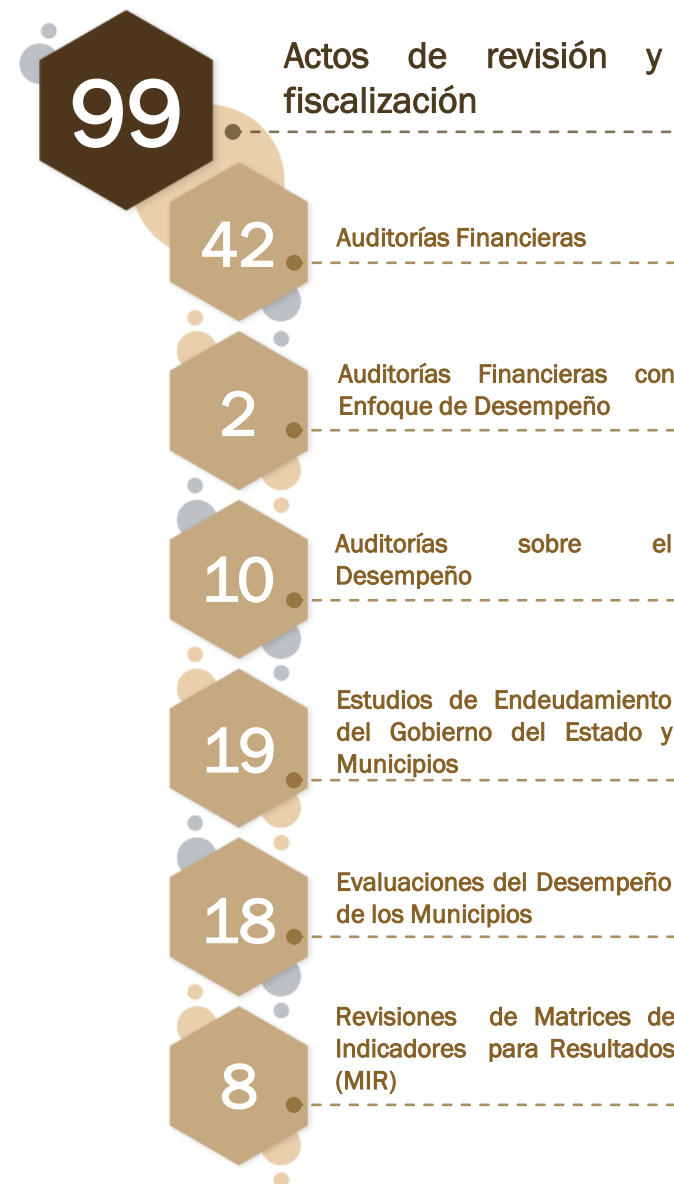 99
Actos de revisión y
fiscalización
42
Auditorías Financieras
2
Auditorías Financieras con
Enfoque de Desempeño
10
Auditorías sobre el
Desempeño
19
Estudios de Endeudamiento
del Gobierno del Estado y
Municipios
18
Evaluaciones del Desempeño
de los Municipios
8
Revisiones de Matrices de
Indicadores para Resultados
(MIR)